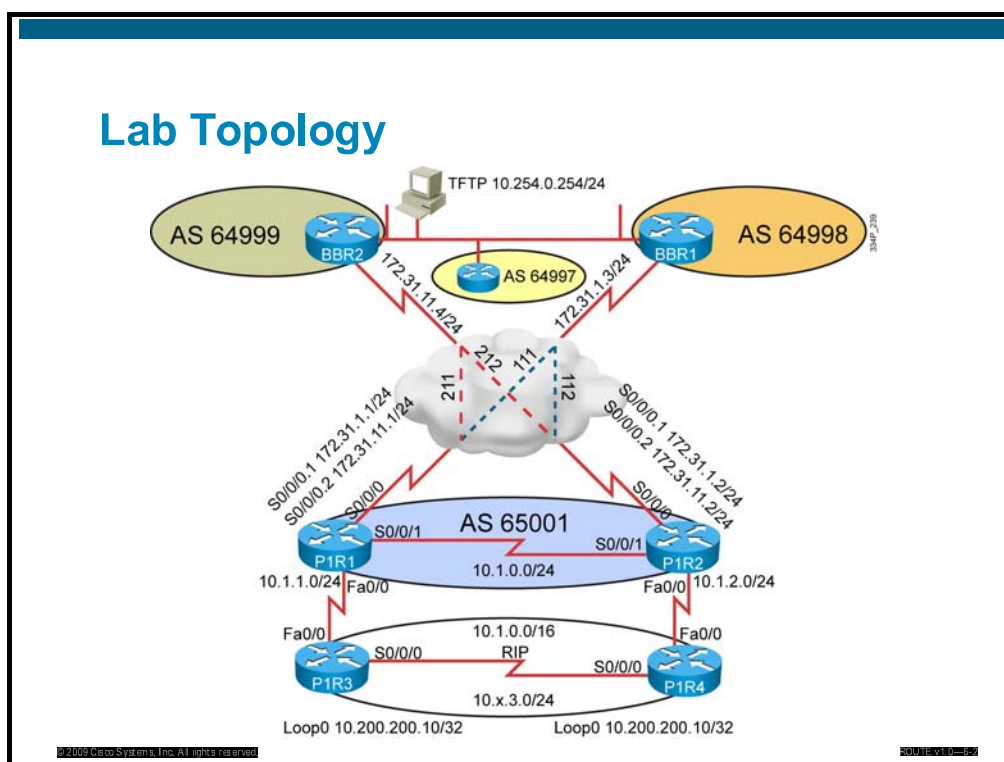 Lab Topology
TFTP 10.254.0.254/24
AS 64999
BBR2
AS 64998
BBR1
334P_239
AS 64997
172.31.11.4/24
172.31.1.3/24
211
212
111
112
S0/0/0.1 172.31.1.1/24
S0/0/0.2 172.31.11.1/24
S0/0/0
S0/0/0.1 172.31.1.2/24
S0/0/0.2 172.31.11.2/24
S0/0/0
AS 65001
P1R1
S0/0/1
S0/0/1
P1R2
10.1.0.0/24
10.1.1.0/24
Fa0/0
Fa0/0
10.1.2.0/24
Fa0/0
10.1.0.0/16
Fa0/0
RIP
P1R3
S0/0/0
S0/0/0
P1R4
10.x.3.0/24
Loop0 10.200.200.10/32
Loop0 10.200.200.10/32
© 2009 Cisco Systems, Inc. All rights reserved.
ROUTE v1.0—6-2